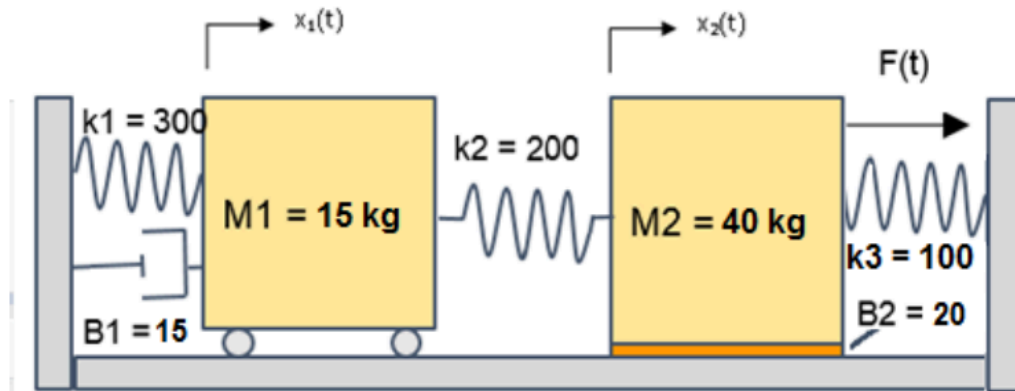 x₁(t)
x₂(t)
F(t)
k1 = 300
k2 = 200
M1 = 15 kg
M2 = 40 kg
k3 = 100
B1 = 15
B2 = 20